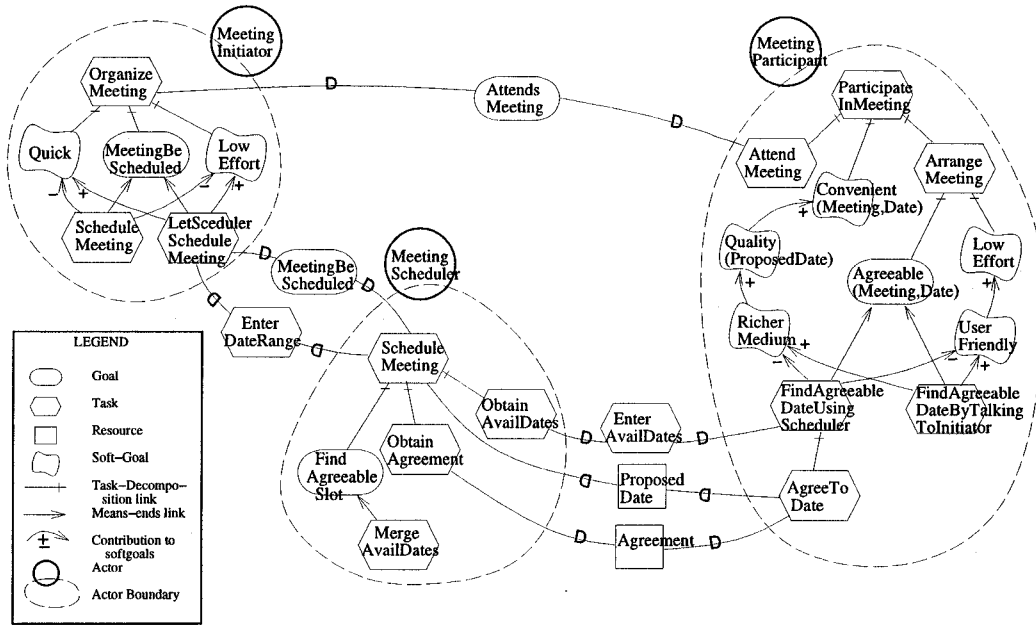 Meeting
Initiator
Organize
Meeting
Quick
MeetingBe
Scheduled
Low
Effort
−
+
−
+
Schedule
Meeting
LetSceduler
Schedule
Meeting
D
Attends
Meeting
D
Meeting
Participant
Participate
InMeeting
Attend
Meeting
Arrange
Meeting
Convenient
(Meeting,Date)
+
Quality
(ProposedDate)
+
Agreeable
(Meeting,Date)
Low
Effort
+
Richer
Medium
+
−
User
Friendly
−
+
FindAgreeable
DateUsing
Scheduler
FindAgreeable
DateByTalking
ToInitiator
AgreeTo
Date
D
MeetingBe
Scheduled
D
D
Enter
DateRange
D
Meeting
Scheduler
Schedule
Meeting
Obtain
AvailDates
Obtain
Agreement
Find
Agreeable
Slot
Merge
AvailDates
D
Enter
AvailDates
D
D
Proposed
Date
D
D
Agreement
D
LEGEND
Goal
Task
Resource
Soft−Goal
Task−Decompo−
sition link
Means−ends link
±
Contribution to
softgoals
Actor
Actor Boundary